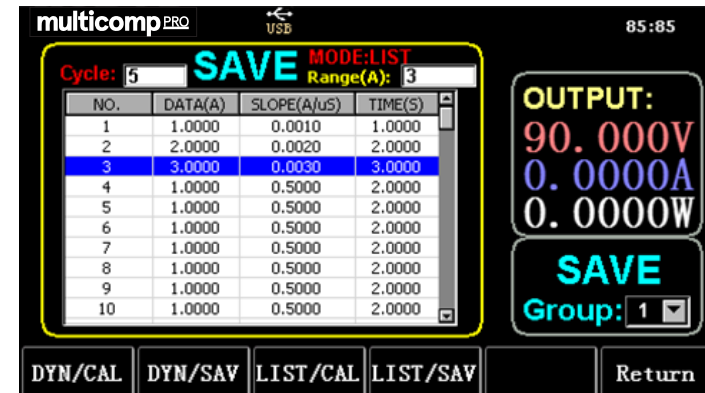 multicomp PRO
USB
85:85
Cycle: 5 SAVE MODE:LIST
Range(A): 3
NO. DATA(A) SLOPE(A/uS) TIME(S)
1 1.0000 0.0010 1.0000
2 2.0000 0.0020 2.0000
3 3.0000 0.0030 3.0000
4 1.0000 0.5000 2.0000
5 1.0000 0.5000 2.0000
6 1.0000 0.5000 2.0000
7 1.0000 0.5000 2.0000
8 1.0000 0.5000 2.0000
9 1.0000 0.5000 2.0000
10 1.0000 0.5000 2.0000
OUTPUT:
90.000V
0.0000A
0.0000W
SAVE
Group: 1
DYN/CAL DYN/SAV LIST/CAL LIST/SAV Return